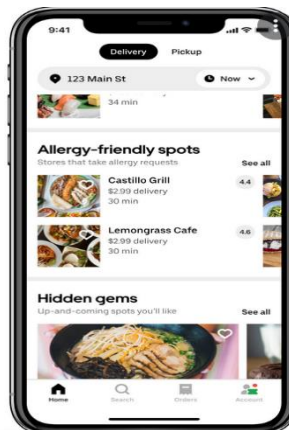 9:41
Delivery Pickup
123 Main St Now
34 min
Allergy-friendly spots
Stores that take allergy requests See all
Castillo Grill 4.4
$2.99 delivery
30 min
Lemongrass Cafe 4.6
$2.99 delivery
30 min
Hidden gems
Up-and-coming spots you'll like See all
Home Search Orders Account